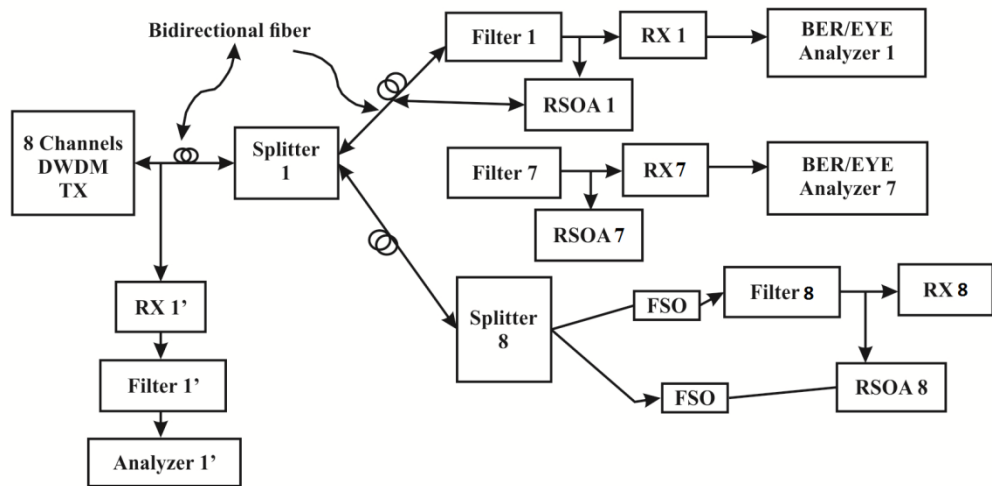 Bidirectional fiber
8 Channels
DWDM
TX
Splitter
1
Filter 1
RX 1
BER/EYE
Analyzer 1
RSOA 1
Filter 7
RX 7
BER/EYE
Analyzer 7
RSOA 7
RX 1’
Filter 1’
Analyzer 1’
Splitter
8
FSO
Filter 8
RX 8
FSO
RSOA 8